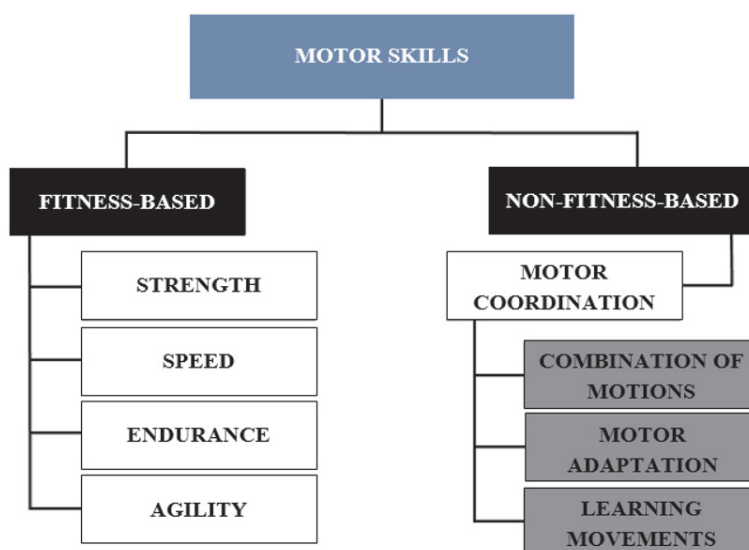 MOTOR SKILLS
FITNESS-BASED
STRENGTH
SPEED
ENDURANCE
AGILITY
NON-FITNESS-BASED
MOTOR
COORDINATION
COMBINATION OF
MOTIONS
MOTOR
ADAPTATION
LEARNING
MOVEMENTS